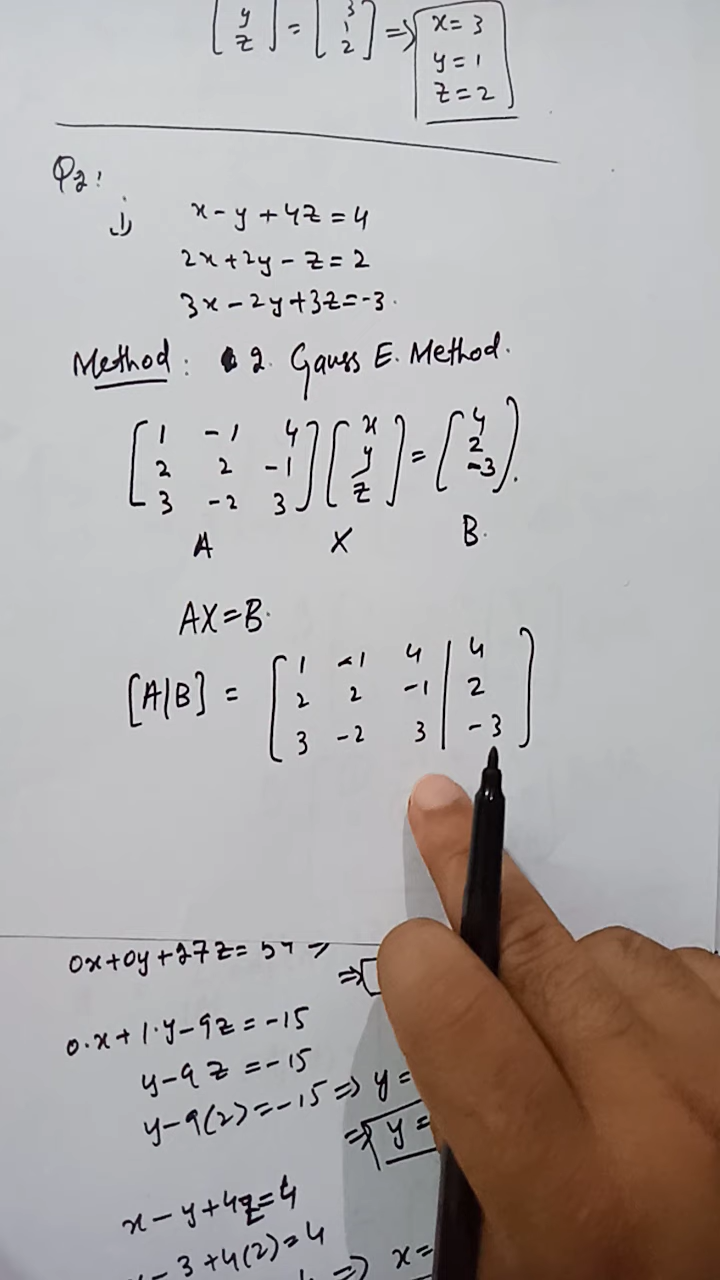 [ y z ] = [ 3 1 2 ] ⇒ x = 3
y = 1
z = 2
Q2:
i) x - y + 4z = 4
2x + 2y - z = 2
3x - 2y + 3z = -3.
Method: 2. Gauss E. Method.
[ 1 -1 4 ] [ x ] = [ 4 ]
[ 2 2 -1 ] [ y ] [ 2 ]
[ 3 -2 3 ] [ z ] [ -3 ].
A X B.
AX = B.
[A|B] = [ 1 -1 4 | 4 ]
[ 2 2 -1 | 2 ]
[ 3 -2 3 | -3 ]
0x + 0y + 27z = 54 ⇒
⇒
0.x + 1.y - 9z = -15
y - 9z = -15
y - 9(2) = -15 ⇒ y =
⇒ y =
x - y + 4z = 4
- 3 + 4(2) = 4
⇒ x =